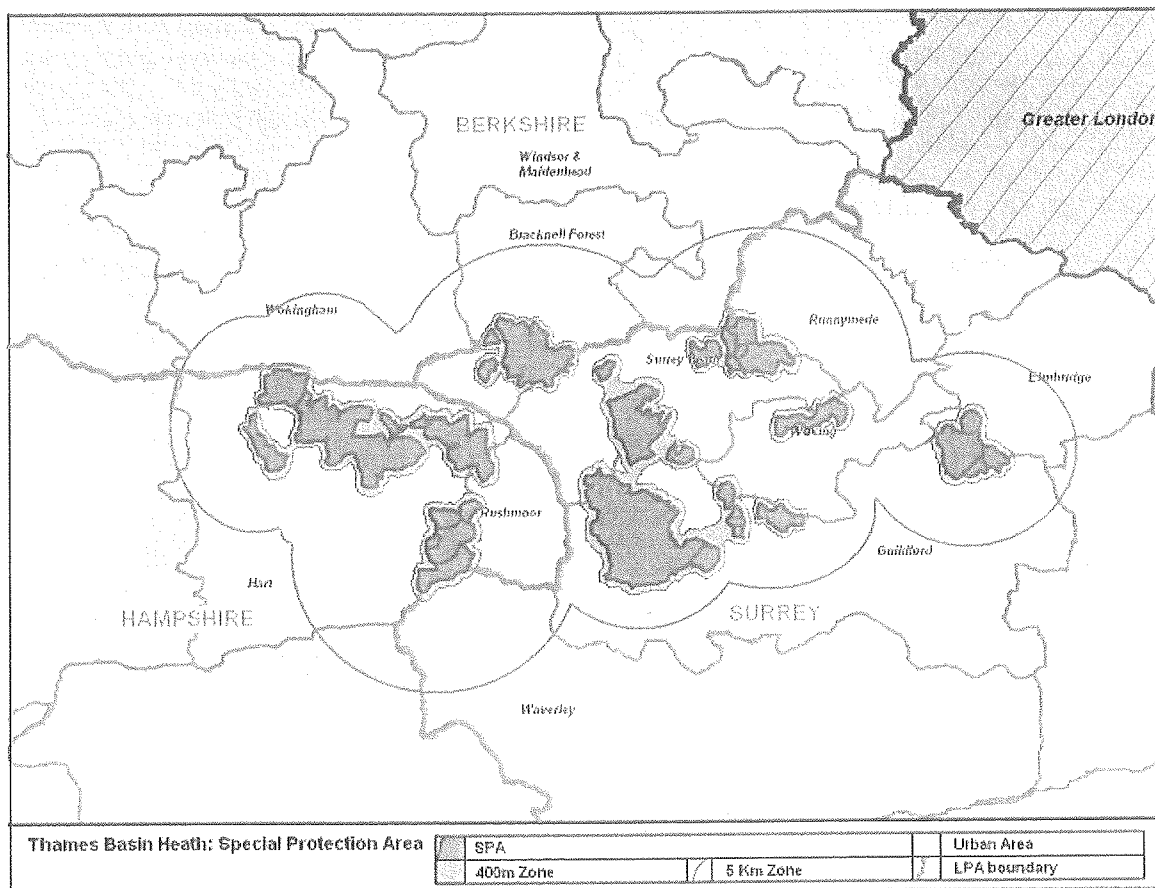 BERKSHIRE
Greater London
Windsor &
Maidenhead
Bracknell Forest
Wokingham
Runnymede
Surrey Heath
Elmbridge
Woking
Rushmoor
Guildford
Hart
HAMPSHIRE
SURREY
Waverley
Thames Basin Heath: Special Protection Area
SPA
Urban Area
400m Zone
5 Km Zone
LPA boundary